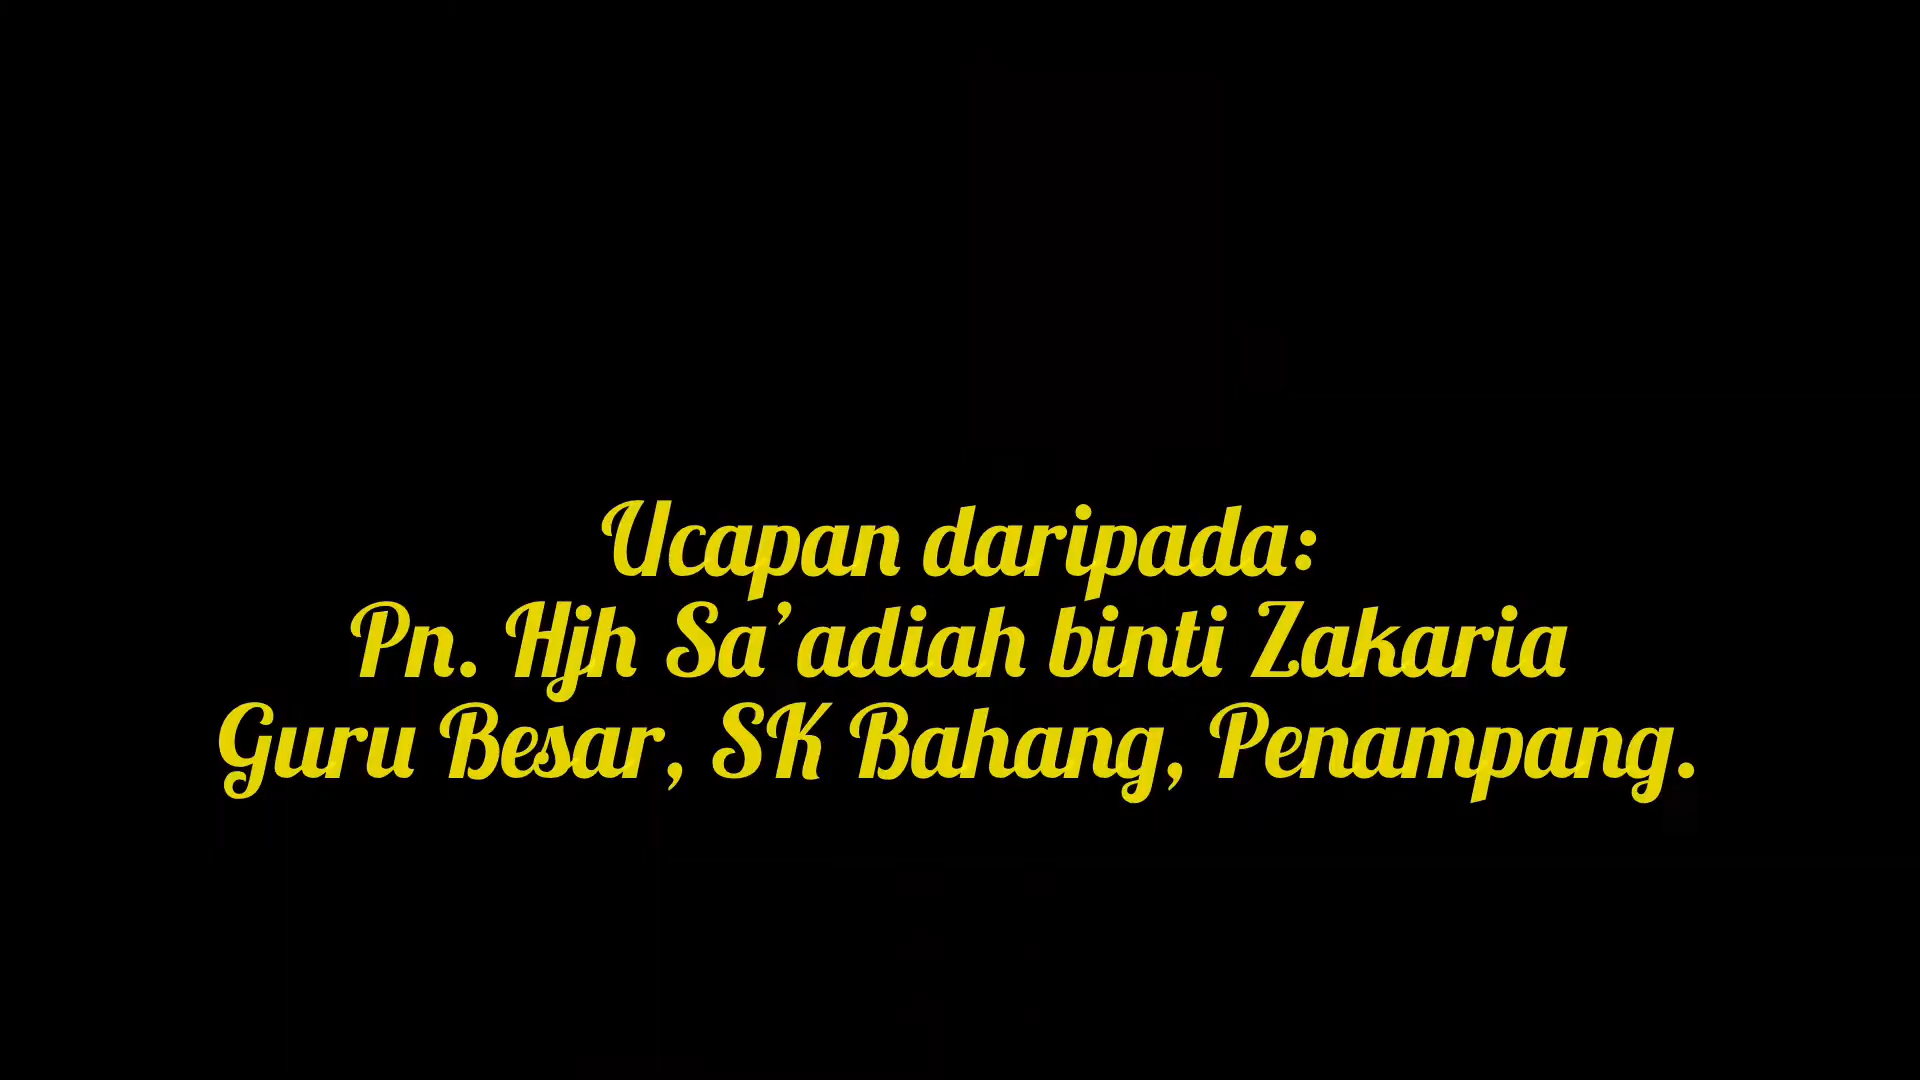 Ucapan daripada:
Pn. Hjh Sa’adiah binti Zakaria
Guru Besar, SK Bahang, Penampang.